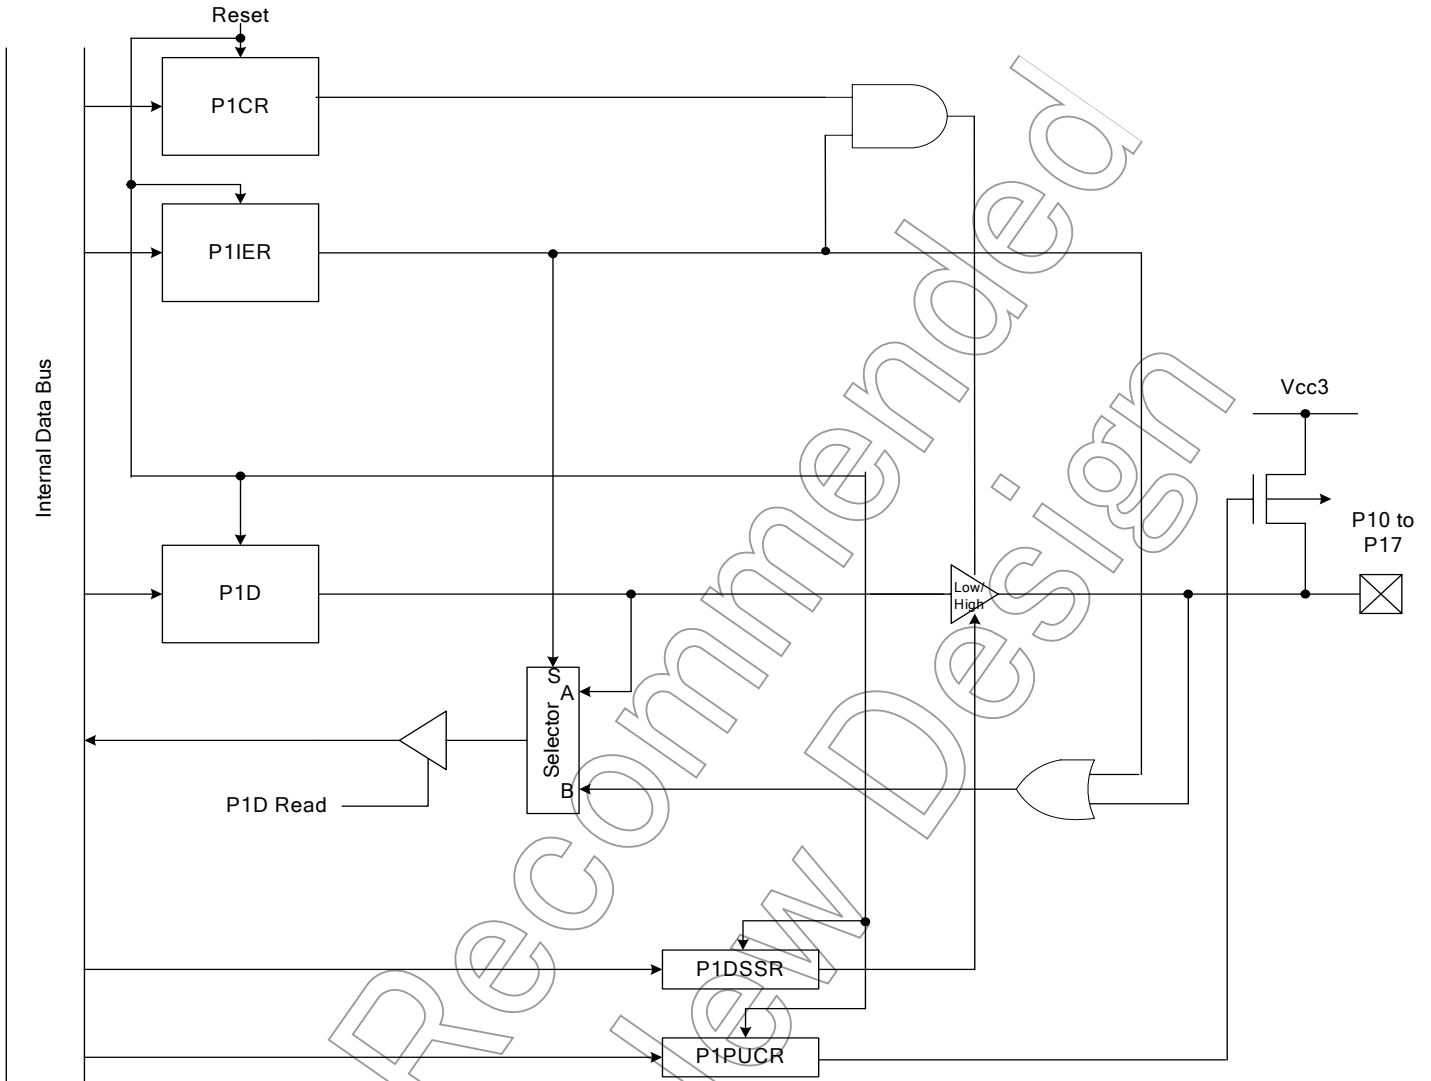 Reset
P1CR
P1IER
Internal Data Bus
Vcc3
P10 to
P17
P1D
Low/
High
S
A
Selector
B
P1D Read
P1DSSR
P1PUCR
Recommended
New Design